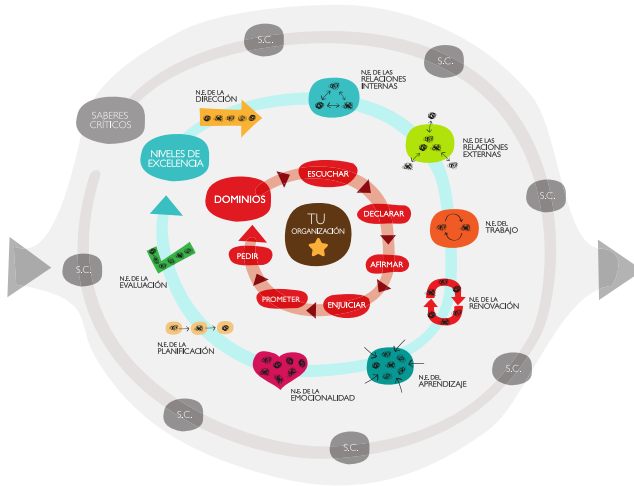 S.C.
S.C.
SABERES
CRÍTICOS
N.E. DE LA
DIRECCIÓN
N.E. DE LAS
RELACIONES
INTERNAS
NIVELES DE
EXCELENCIA
N.E. DE LAS
RELACIONES
EXTERNAS
S.C.
DOMINIOS
ESCUCHAR
DECLARAR
AFIRMAR
ENJUICIAR
PROMETER
PEDIR
TU
ORGANIZACIÓN
N.E. DEL
TRABAJO
N.E. DE LA
RENOVACIÓN
N.E. DEL
APRENDIZAJE
N.E. DE LA
EMOCIONALIDAD
N.E. DE LA
PLANIFICACIÓN
N.E. DE LA
EVALUACIÓN
S.C.
S.C.
S.C.
S.C.